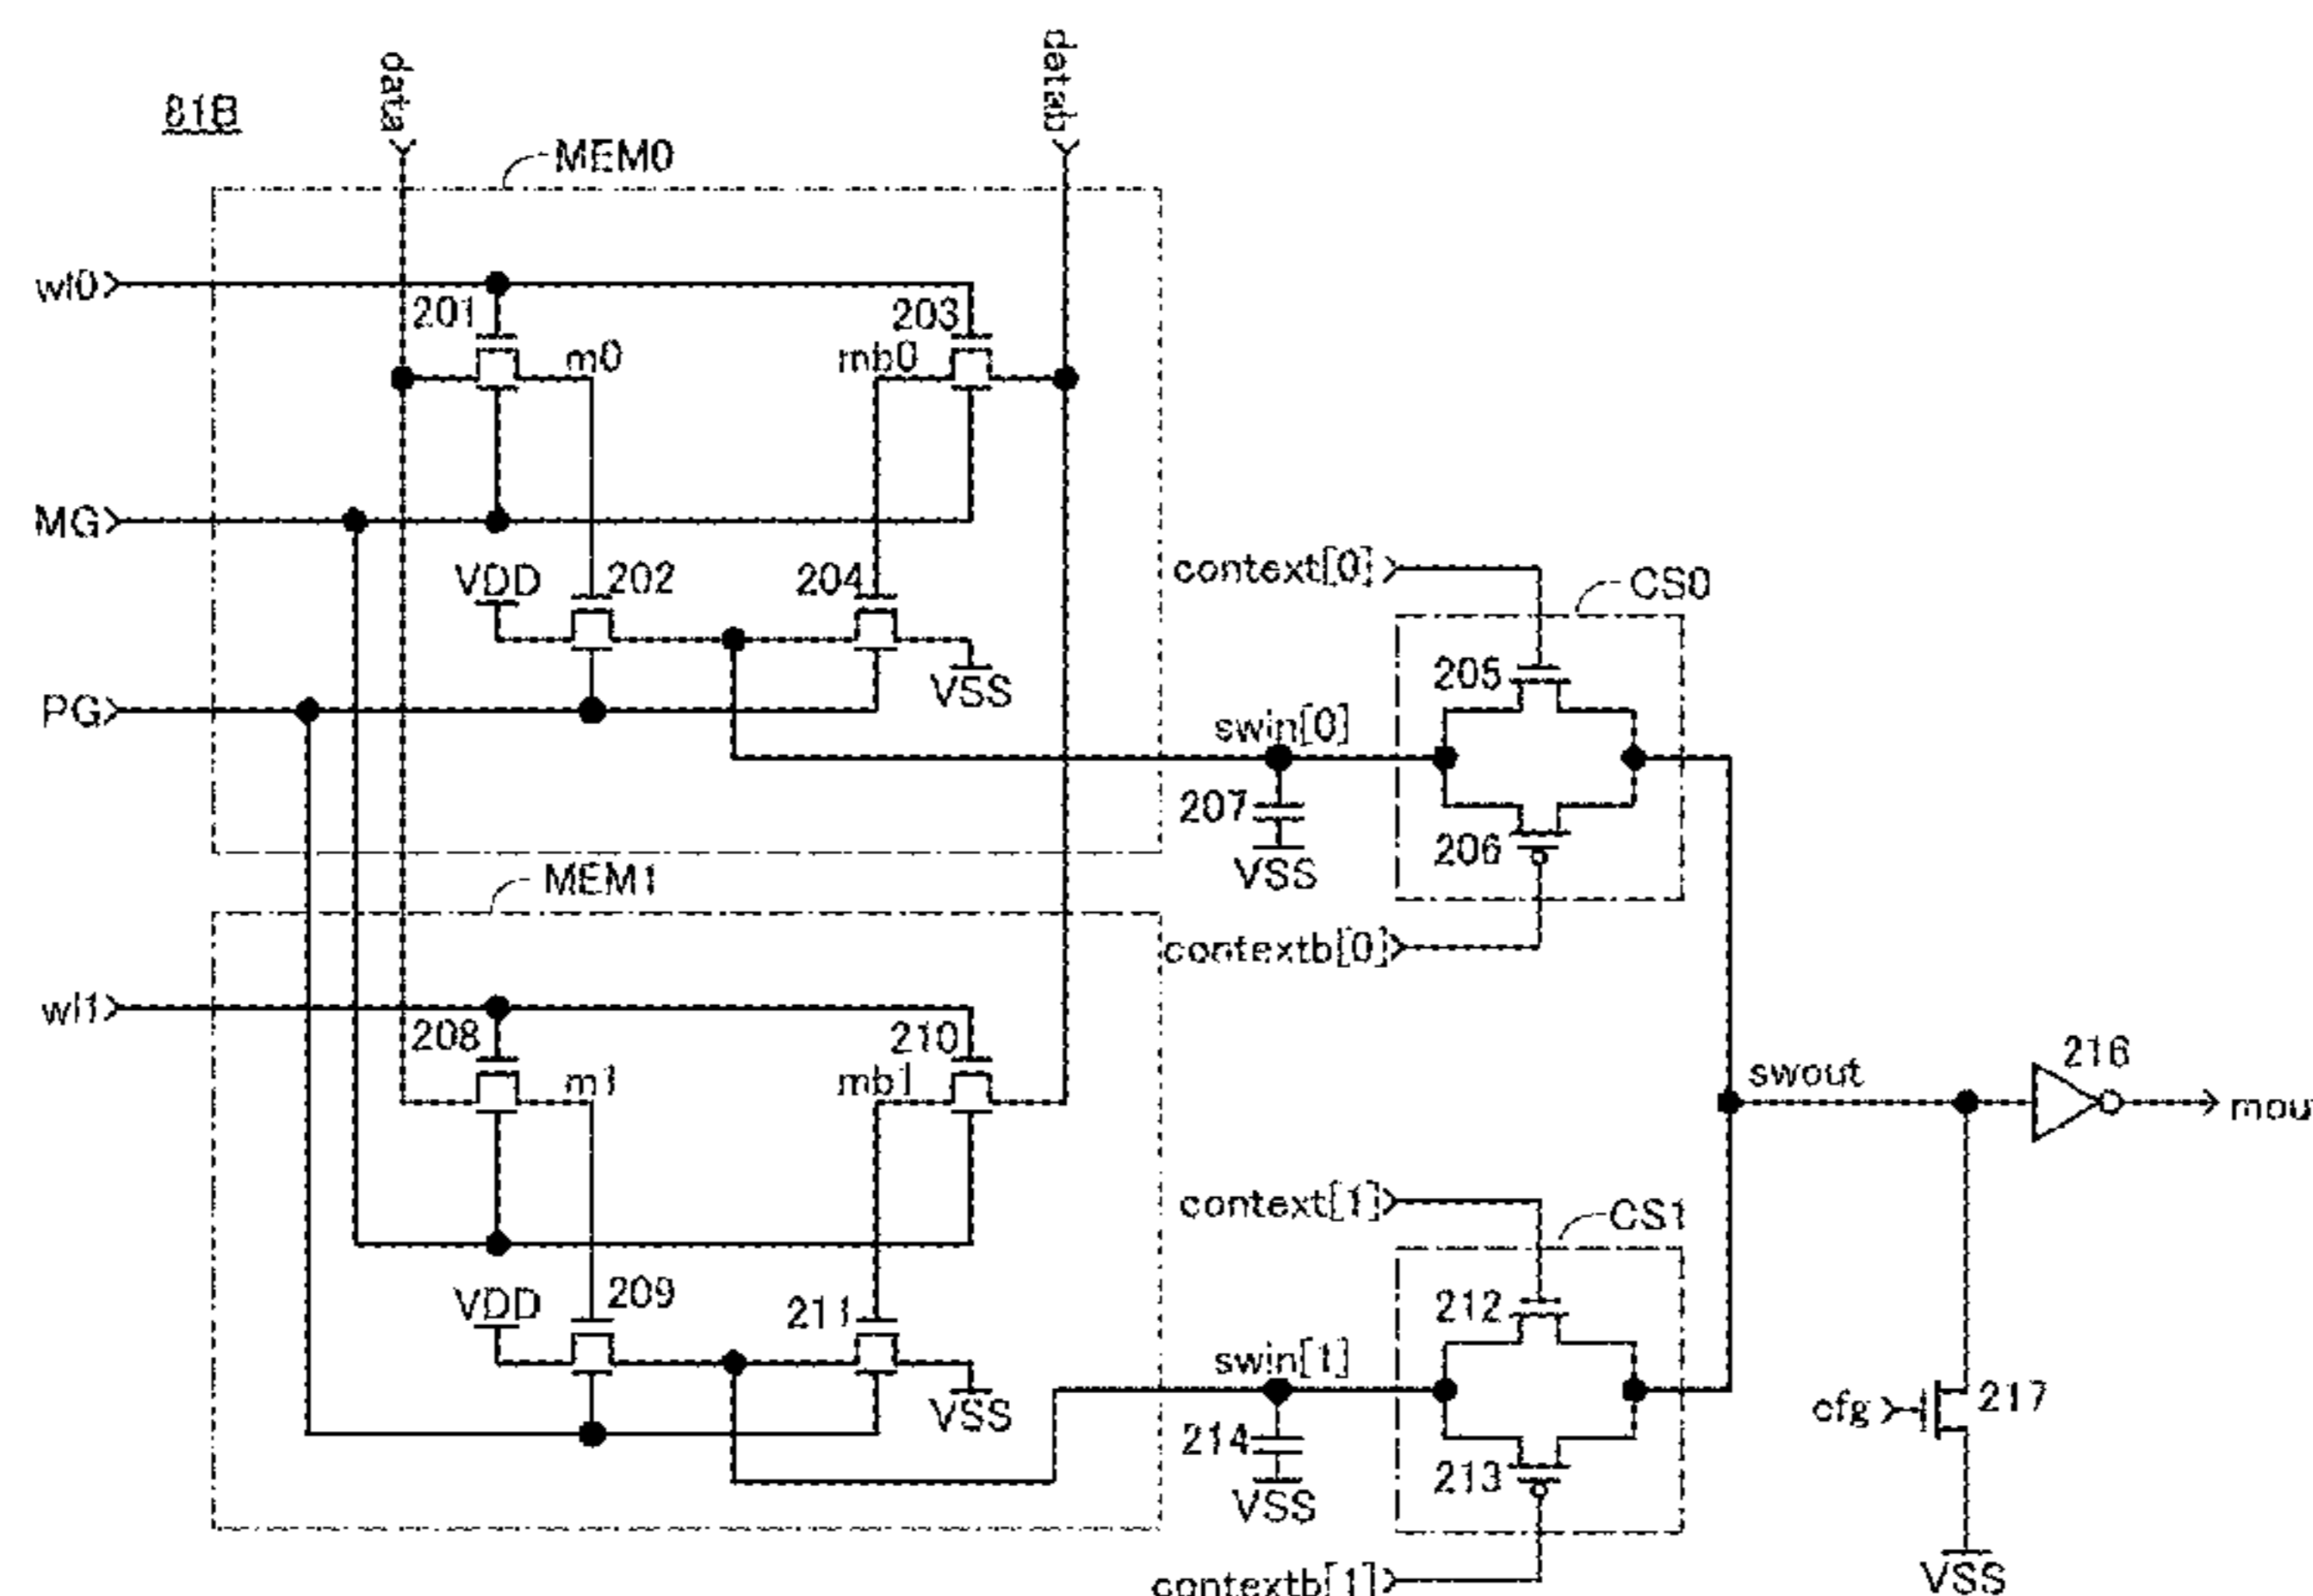 81B
data
datab
MEM0
wl0
201
203
m0
mb0
MG
VDD
202
204
context[0]
CS0
PG
VSS
205
swin[0]
207
206
VSS
MEM1
contextb[0]
wl1
208
210
m1
mb1
216
swout
mou
context[1]
CS1
VDD
209
211
212
swin[1]
VSS
cfg
217
214
213
VSS
contextb[1]
VSS